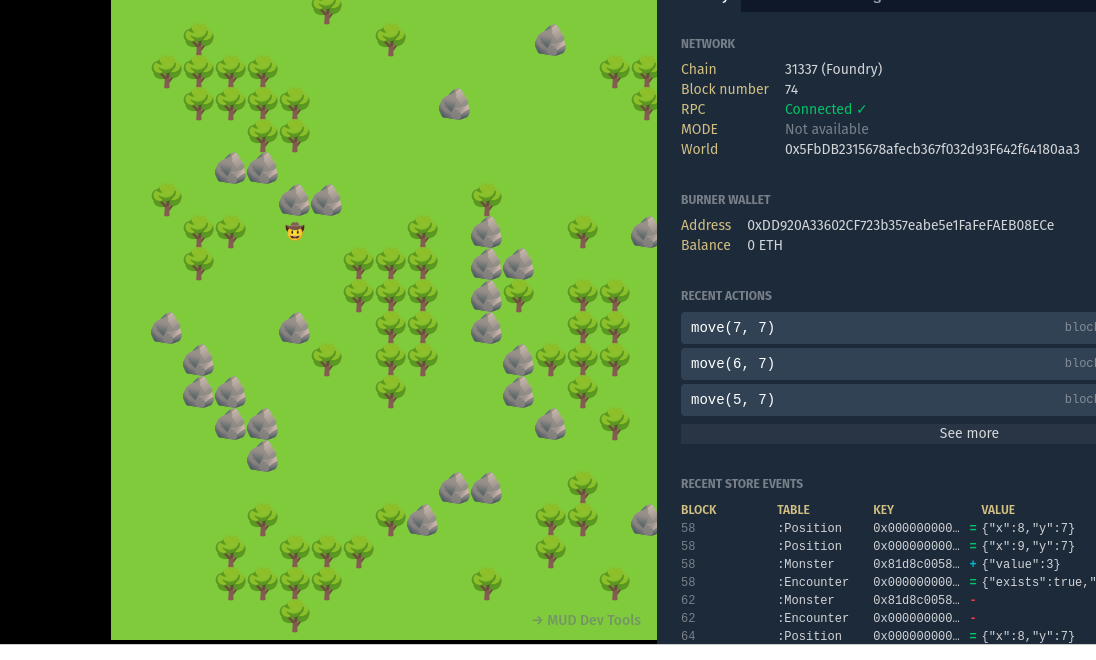 NETWORK
Chain 31337 (Foundry)
Block number 74
RPC Connected ✓
MODE Not available
World 0x5FbDB2315678afecb367f032d93F642f64180aa3
BURNER WALLET
Address 0xDD920A33602CF723b357eabe5e1FaFeFAEB08ECe
Balance 0 ETH
RECENT ACTIONS
move(7, 7) bloc
move(6, 7) bloc
move(5, 7) bloc
See more
RECENT STORE EVENTS
BLOCK TABLE KEY VALUE
58 :Position 0x000000000… = {"x":8,"y":7}
58 :Position 0x000000000… = {"x":9,"y":7}
58 :Monster 0x81d8c0058… + {"value":3}
58 :Encounter 0x000000000… = {"exists":true,"
62 :Monster 0x81d8c0058… -
62 :Encounter 0x000000000… -
64 :Position 0x000000000… = {"x":8,"y":7}
→ MUD Dev Tools